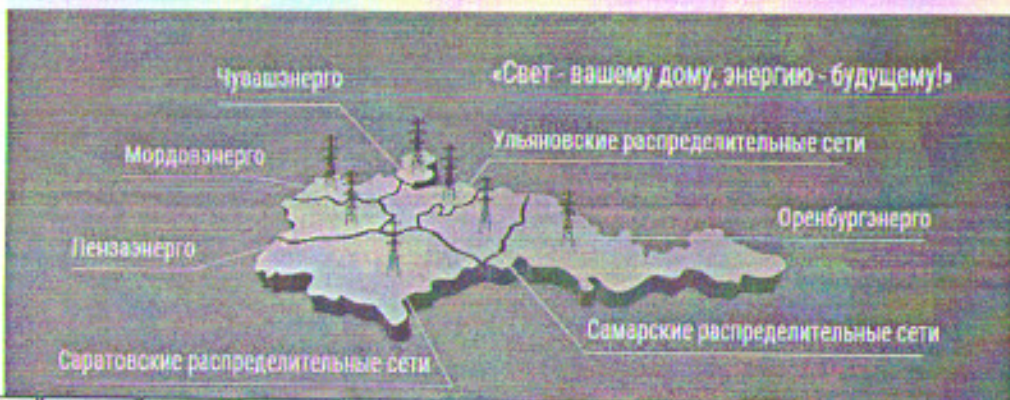 Чувашэнерго
«Свет - вашему дому, энергию - будущему!»
Ульяновские распределительные сети
Мордовэнерго
Оренбургэнерго
Пензаэнерго
Самарские распределительные сети
Саратовские распределительные сети